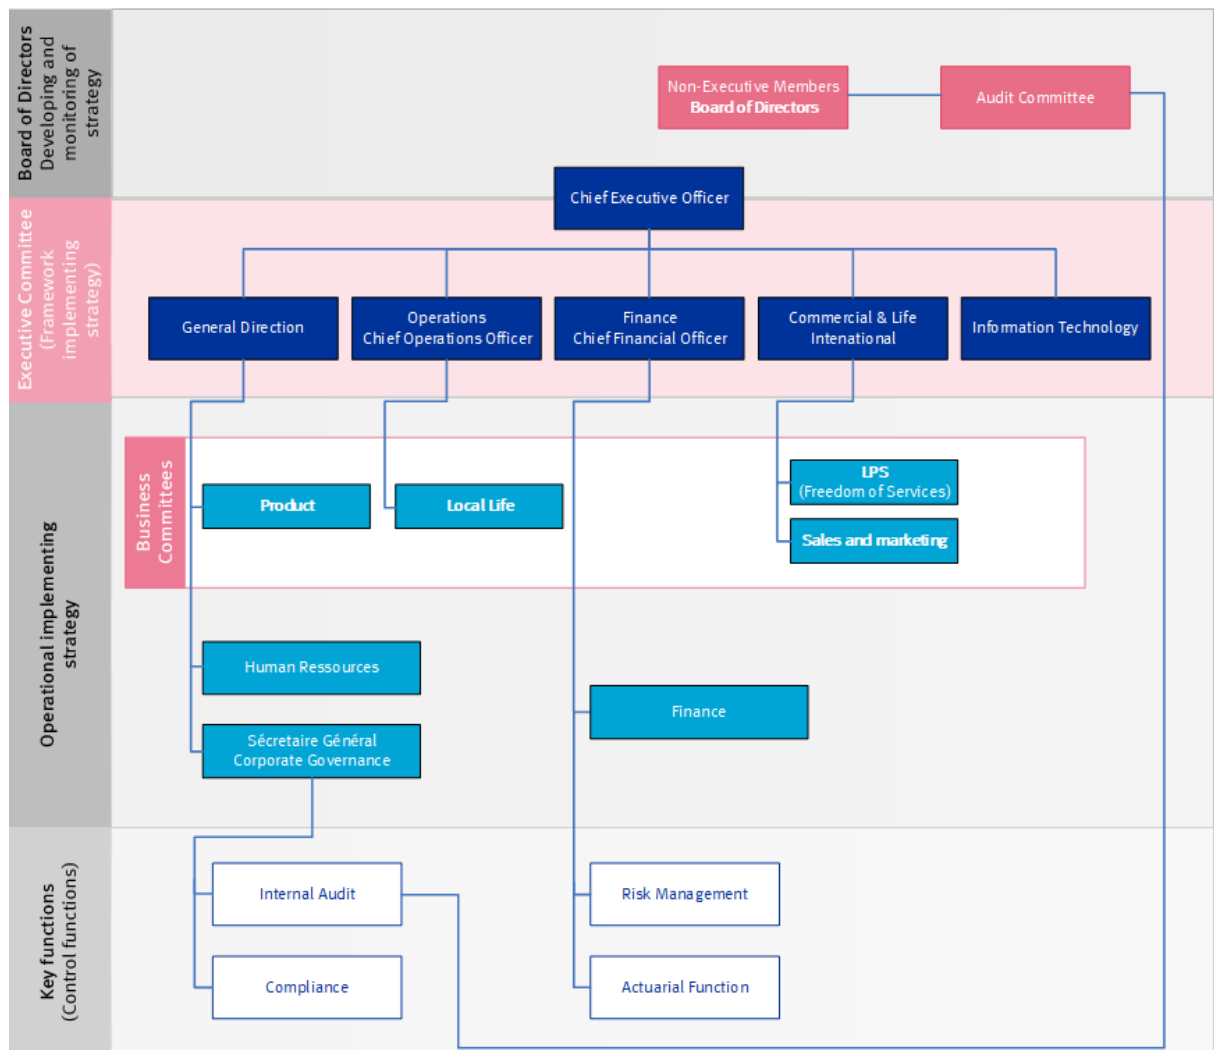 Board of Directors
Developing and
monitoring of
strategy
Non-Executive Members
Board of Directors
Audit Committee
Chief Executive Officer
Executive Committee
(Framework
implementing
strategy)
General Direction
Operations
Chief Operations Officer
Finance
Chief Financial Officer
Commercial & Life
Intenational
Information Technology
Operational implementing
strategy
Business
Committees
Product
Local Life
LPS
(Freedom of Services)
Sales and marketing
Human Ressources
Finance
Sécretaire Général
Corporate Governance
Key functions
(Control functions)
Internal Audit
Risk Management
Compliance
Actuarial Function